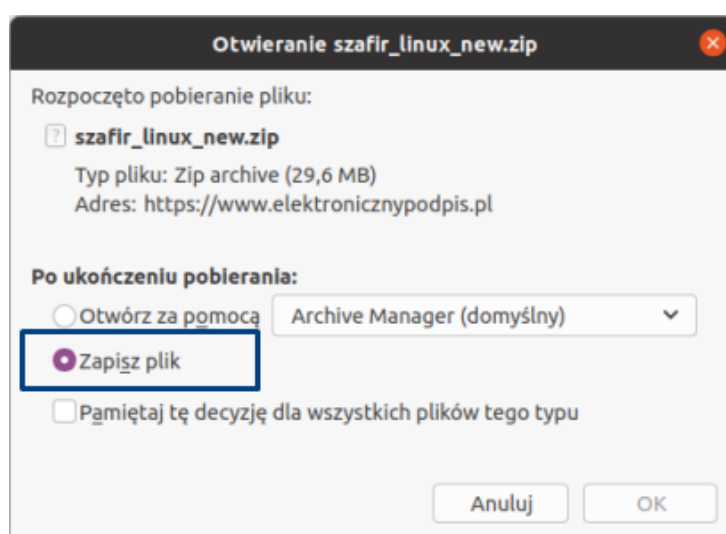 Otwieranie szafir_linux_new.zip
Rozpoczęto pobieranie pliku:
szafir_linux_new.zip
Typ pliku: Zip archive (29,6 MB)
Adres: https://www.elektronicznypodpis.pl
Po ukończeniu pobierania:
Otwórz za pomocą Archive Manager (domyślny)
Zapisz plik
Pamiętaj tę decyzję dla wszystkich plików tego typu
Anuluj OK